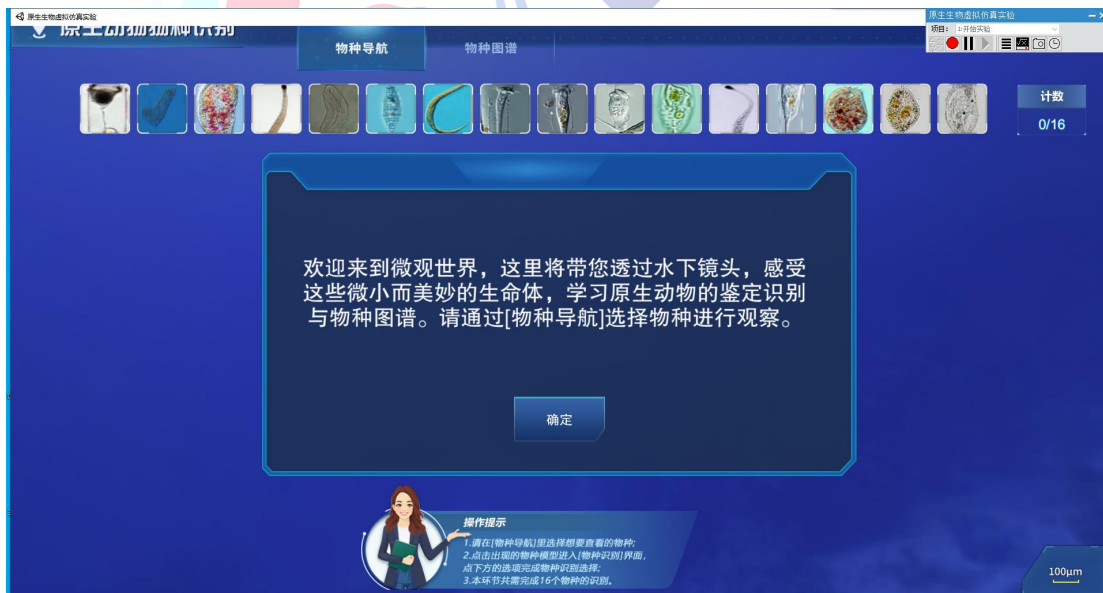 原生生物虚拟仿真实验
原生生物虚拟仿真实验
项目： 1:开始实验
原生动物物种识别
物种导航
物种图谱
计数
0/16
欢迎来到微观世界，这里将带您透过水下镜头，感受
这些微小而美妙的生命体，学习原生动物的鉴定识别
与物种图谱。请通过[物种导航]选择物种进行观察。
确定
操作提示
1.请在[物种导航]里选择想要查看的物种;
2.点击出现的物种模型进入[物种识别]界面，
点下方的选项完成物种识别选择;
3.本环节共需完成16个物种的识别。
100μm